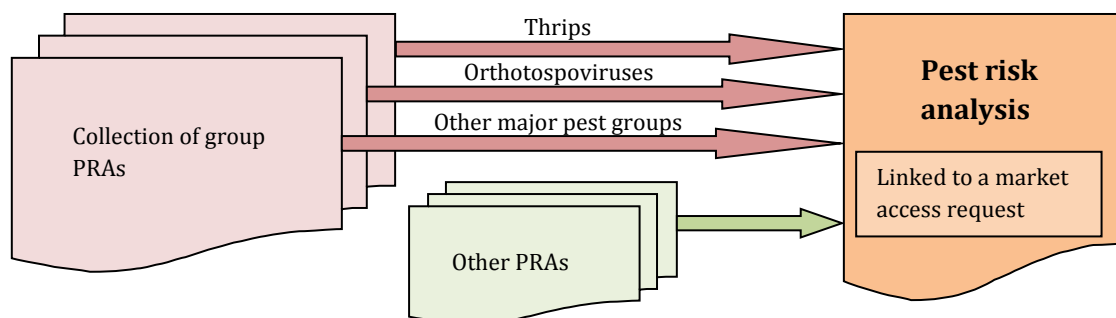 Thrips
Orthotospoviruses
Other major pest groups
Collection of group
PRAs
Other PRAs
Pest risk
analysis
Linked to a market
access request